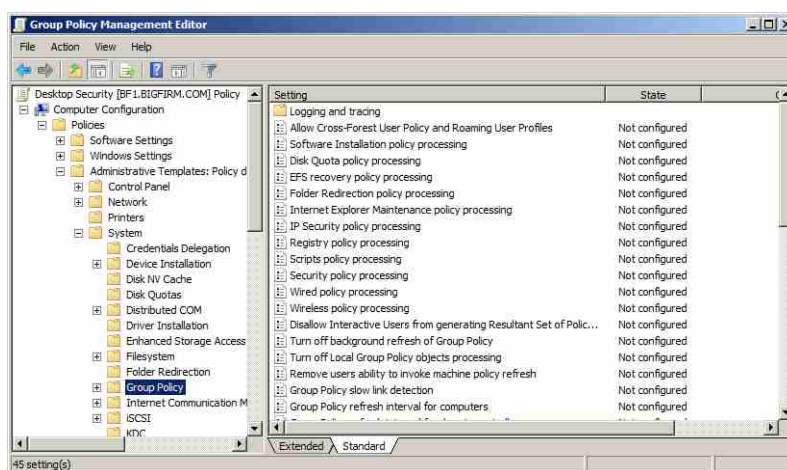 Group Policy Management Editor
File Action View Help
Desktop Security [BF1.BIGFIRM.COM] Policy
Computer Configuration
Policies
Software Settings
Windows Settings
Administrative Templates: Policy d
Control Panel
Network
Printers
System
Credentials Delegation
Device Installation
Disk NV Cache
Disk Quotas
Distributed COM
Driver Installation
Enhanced Storage Access
Filesystem
Folder Redirection
Group Policy
Internet Communication M
iSCSI
KDC
Setting State
Logging and tracing
Allow Cross-Forest User Policy and Roaming User Profiles Not configured
Software Installation policy processing Not configured
Disk Quota policy processing Not configured
EFS recovery policy processing Not configured
Folder Redirection policy processing Not configured
Internet Explorer Maintenance policy processing Not configured
IP Security policy processing Not configured
Registry policy processing Not configured
Scripts policy processing Not configured
Security policy processing Not configured
Wired policy processing Not configured
Wireless policy processing Not configured
Disallow Interactive Users from generating Resultant Set of Polic... Not configured
Turn off background refresh of Group Policy Not configured
Turn off Local Group Policy objects processing Not configured
Remove users ability to invoke machine policy refresh Not configured
Group Policy slow link detection Not configured
Group Policy refresh interval for computers Not configured
Extended Standard
45 setting(s)